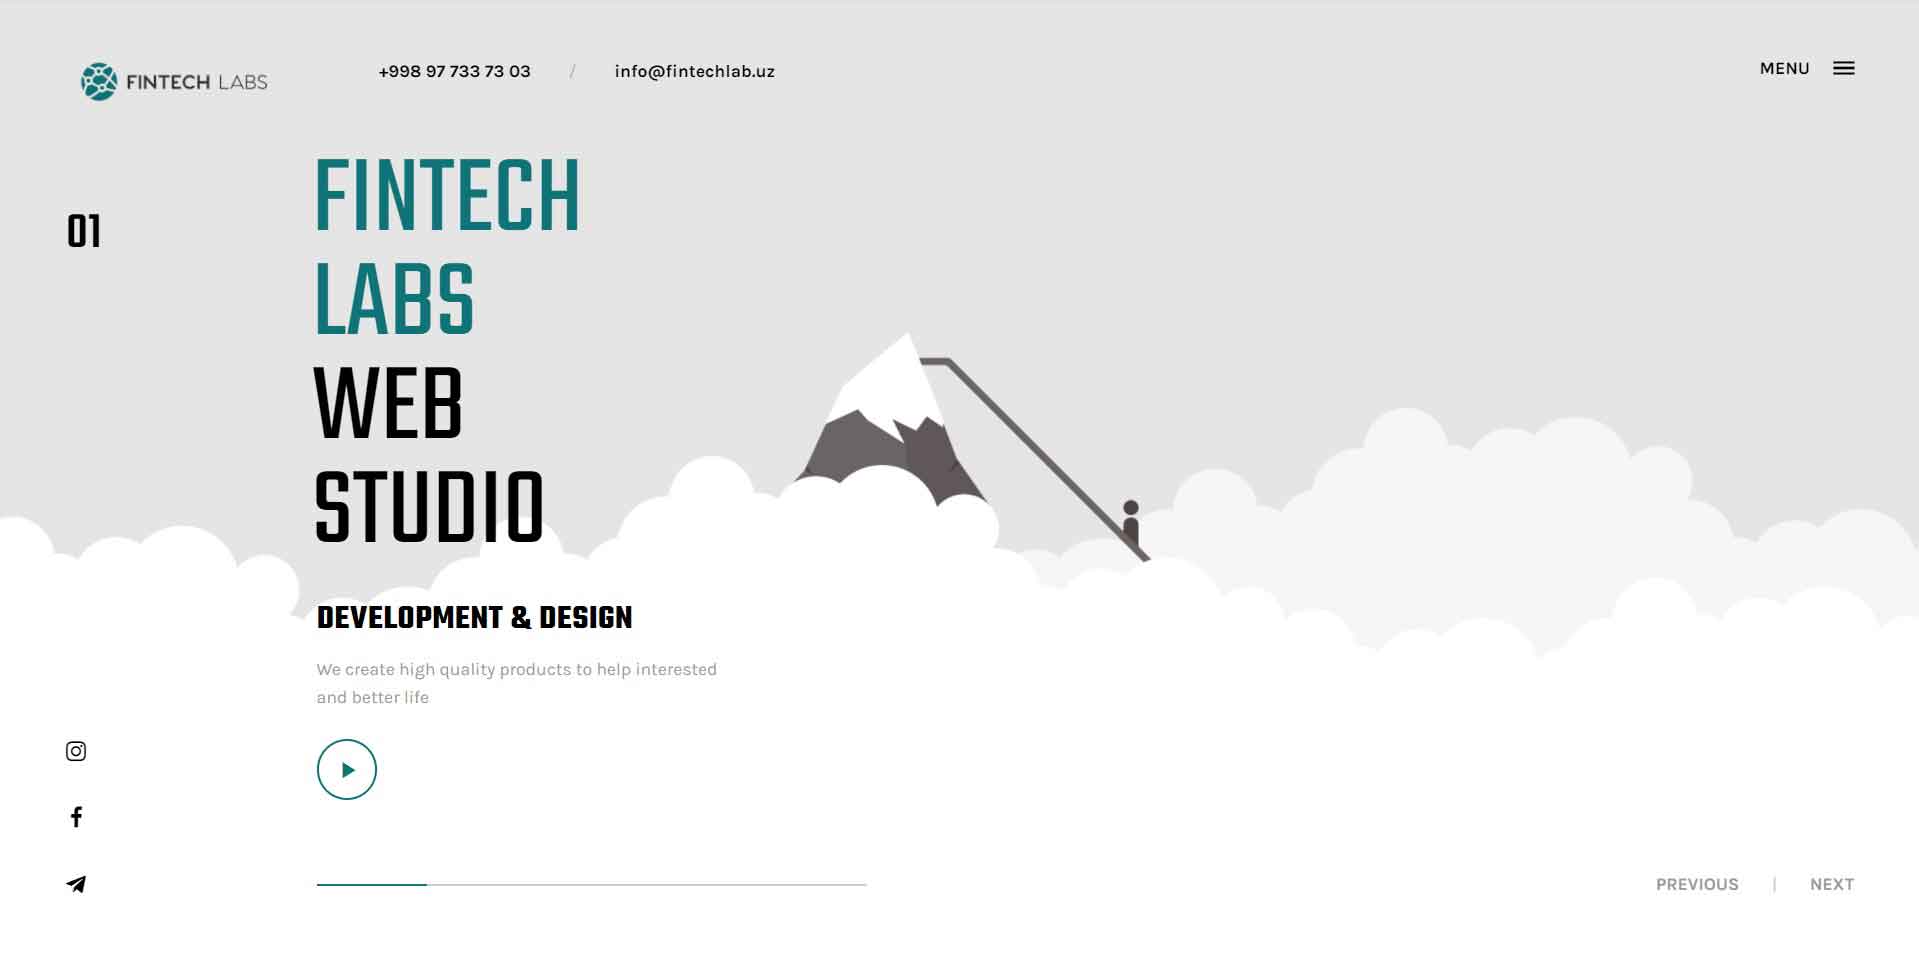 FINTECH LABS
+998 97 733 73 03 / info@fintechlab.uz
MENU
01
FINTECH
LABS
WEB
STUDIO
DEVELOPMENT & DESIGN
We create high quality products to help interested
and better life
PREVIOUS | NEXT